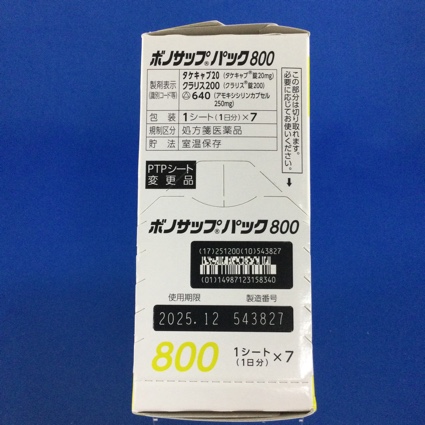 ボノサップ®パック800
製剤表示
(識別コード等)
タケキャブ20 (タケキャブ®錠20mg)
クラリス200 (クラリス®錠200)
640 (アモキシシリンカプセル
250mg)
包装 1シート(1日分)×7
規制区分 処方箋医薬品
貯法 室温保存
この部分は切り取れます。
必要に応じてお使いください。
PTPシート
変更品
ボノサップ®パック800
(17)251200(10)543827
(01)14987123158340
使用期限 製造番号
2025.12 543827
800 1シート×7
(1日分)